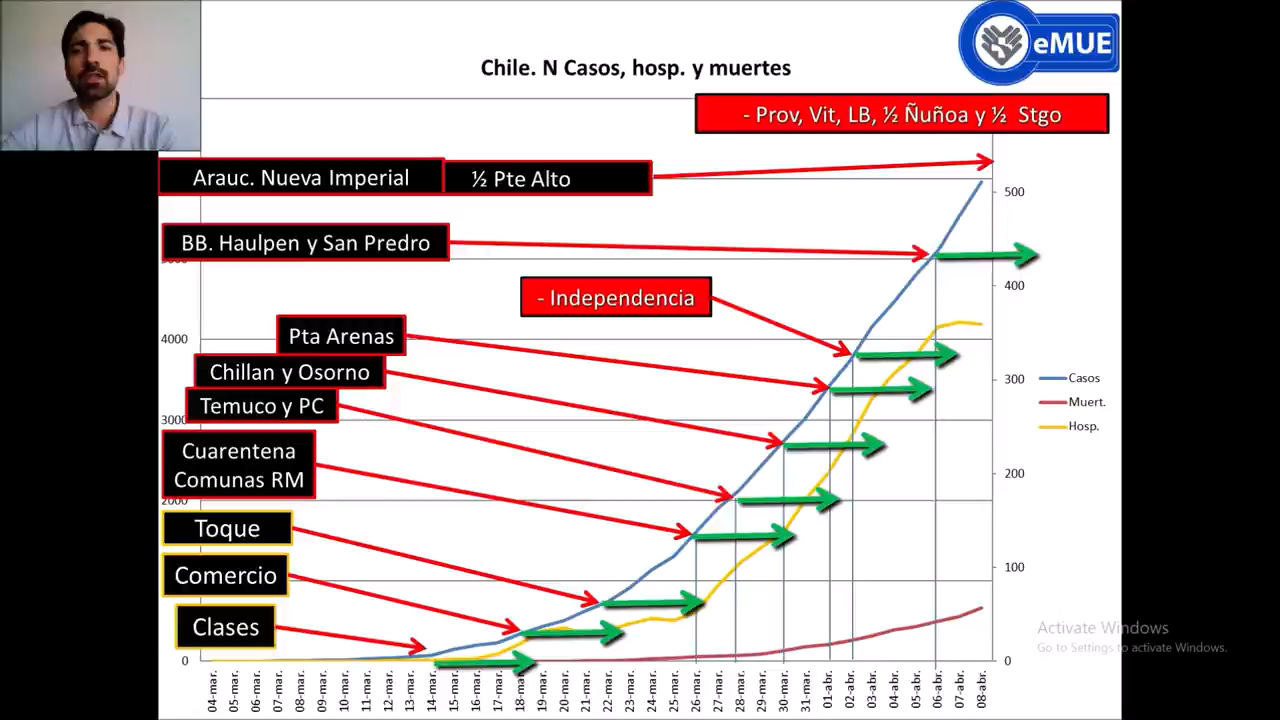 eMUE
Chile. N Casos, hosp. y muertes
- Prov, Vit, LB, ½ Ñuñoa y ½ Stgo
Arauc. Nueva Imperial
½ Pte Alto
500
BB. Haulpen y San Pedro
400
- Independencia
Pta Arenas
4000
Chillan y Osorno
300
Casos
Temuco y PC
Muert.
3000
Hosp.
Cuarentena
Comunas RM
200
2000
Toque
Comercio
100
Clases
Activate Windows
Go to Settings to activate Windows.
0
0
04-mar.
05-mar.
06-mar.
07-mar.
08-mar.
09-mar.
10-mar.
11-mar.
12-mar.
13-mar.
14-mar.
15-mar.
16-mar.
17-mar.
18-mar.
19-mar.
20-mar.
21-mar.
22-mar.
23-mar.
24-mar.
25-mar.
26-mar.
27-mar.
28-mar.
29-mar.
30-mar.
31-mar.
01-abr.
02-abr.
03-abr.
04-abr.
05-abr.
06-abr.
07-abr.
08-abr.